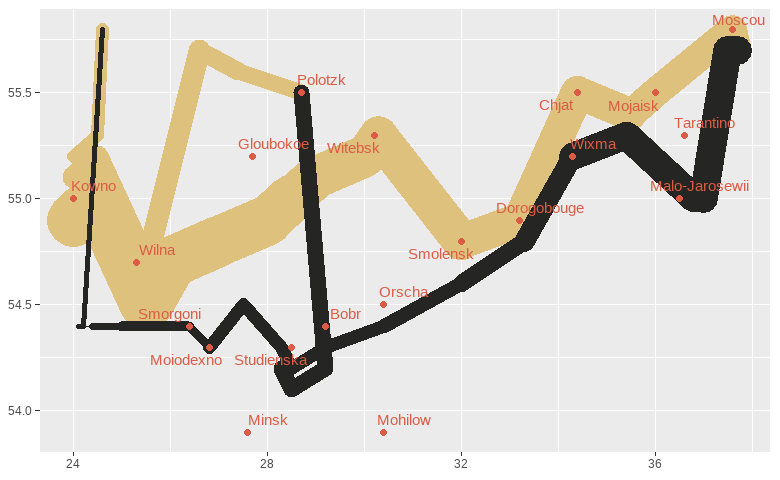 Moscou
55.5
Polotzk
Chjat
Mojaisk
Gloubokoe
Witebsk
Wixma
Tarantino
55.0
Kowno
Dorogobouge
Malo-Jarosewii
Wilna
Smolensk
54.5
Smorgoni
Bobr
Orscha
Moiodexno
Studienska
54.0
Minsk
Mohilow
24
28
32
36